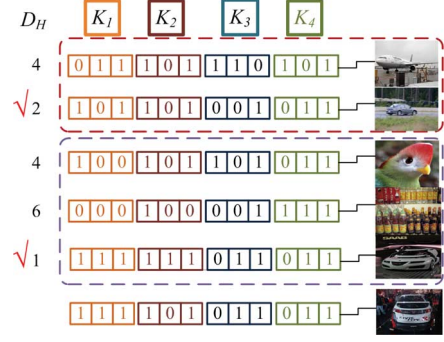 D_H K_1 K_2 K_3 K_4
4 0 1 1 1 0 1 1 1 0 1 0 1
√ 2 1 0 1 1 0 1 0 0 1 0 1 1
4 1 0 0 1 0 1 1 0 1 0 1 1
6 0 0 0 1 0 0 0 0 1 1 1 1
SAAB
√ 1 1 1 1 1 1 1 0 1 1 0 1 1
1 1 1 1 0 1 0 1 1 0 1 1